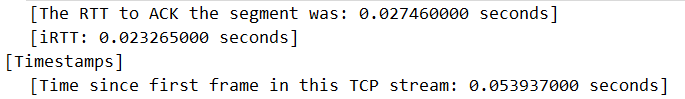 [The RTT to ACK the segment was: 0.027460000 seconds]
[iRTT: 0.023265000 seconds]
[Timestamps]
[Time since first frame in this TCP stream: 0.053937000 seconds]